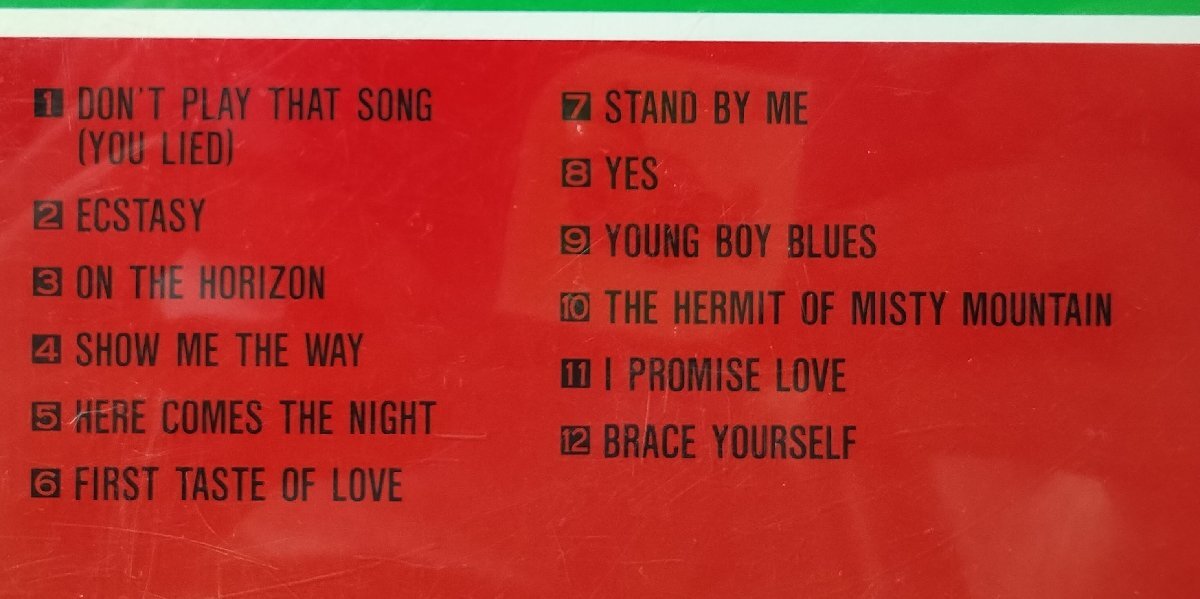 1 DON'T PLAY THAT SONG
(YOU LIED)
2 ECSTASY
3 ON THE HORIZON
4 SHOW ME THE WAY
5 HERE COMES THE NIGHT
6 FIRST TASTE OF LOVE
7 STAND BY ME
8 YES
9 YOUNG BOY BLUES
10 THE HERMIT OF MISTY MOUNTAIN
11 I PROMISE LOVE
12 BRACE YOURSELF